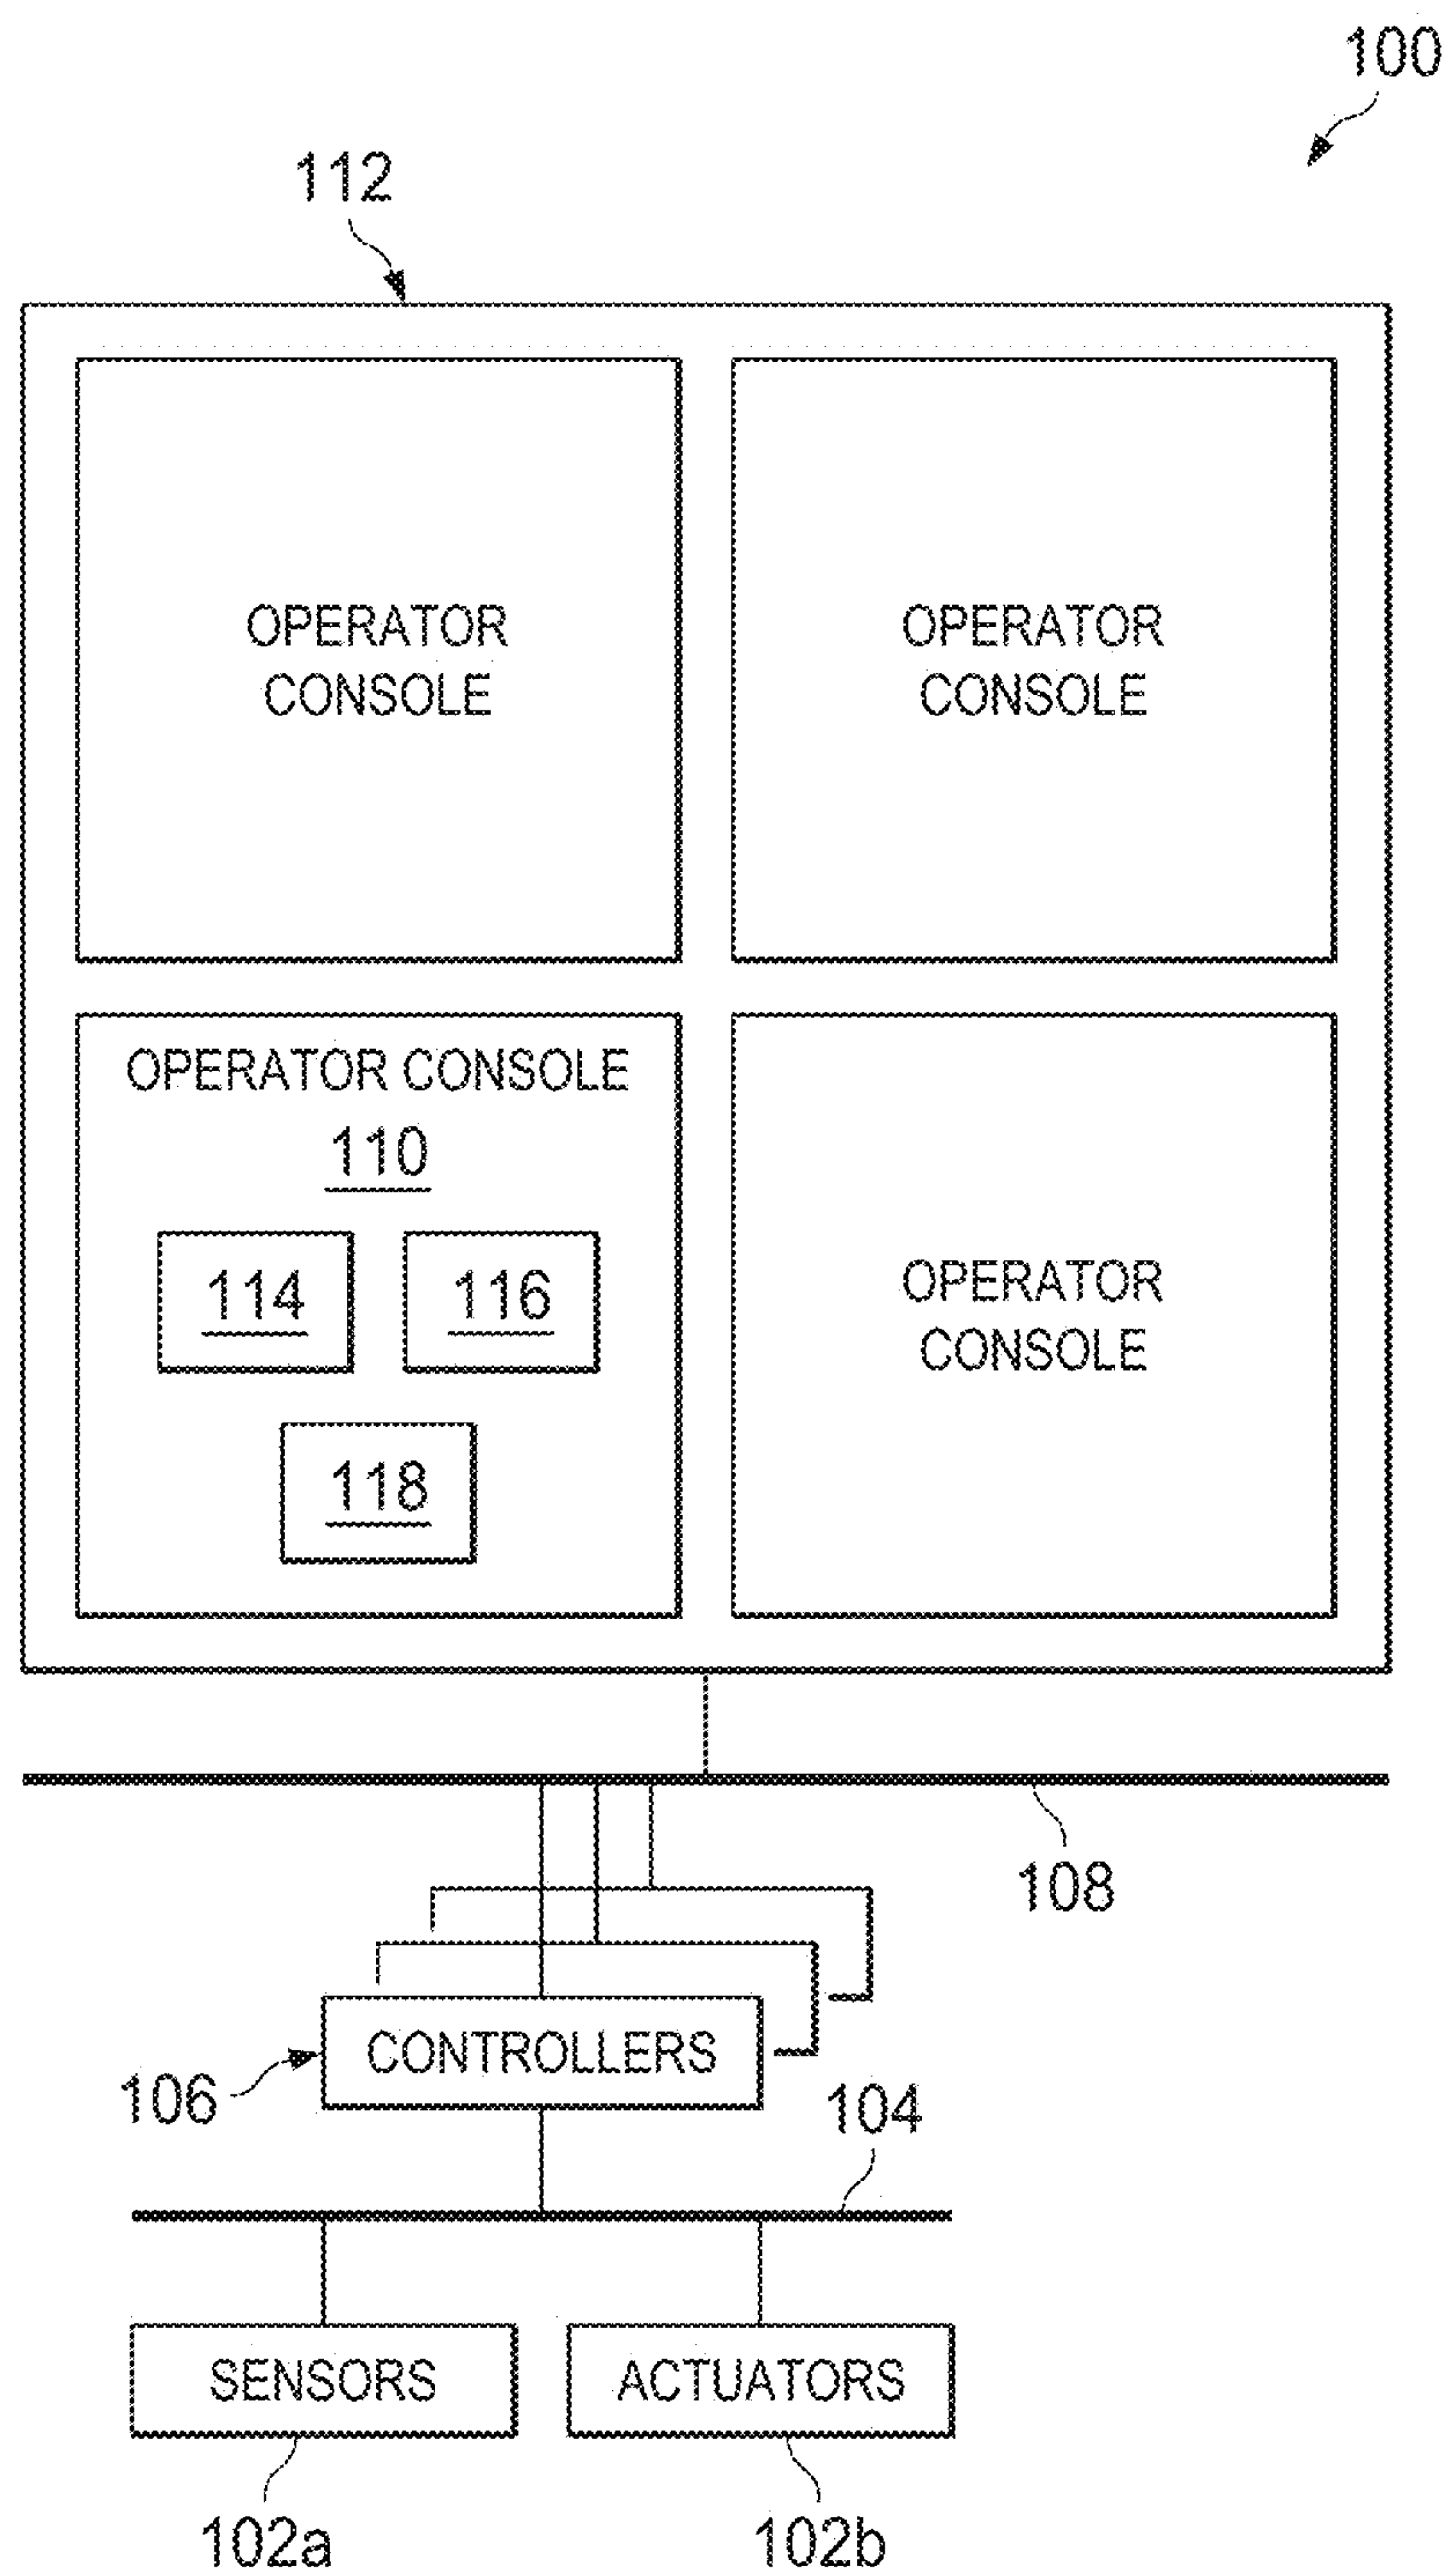 100
112
OPERATOR
CONSOLE
OPERATOR
CONSOLE
OPERATOR CONSOLE
110
114
116
118
OPERATOR
CONSOLE
108
CONTROLLERS
106
104
SENSORS
ACTUATORS
102a
102b